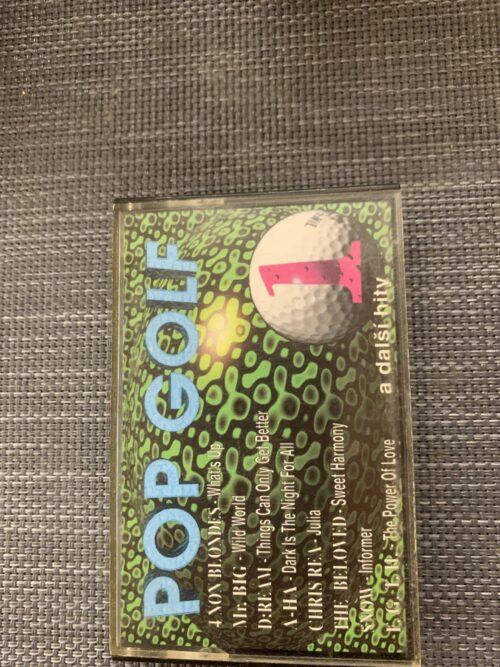 POP GOLF
1
4 NON BLONDES - What's Up
Mr. BIG - Wild World
D:REAM - Things Can Only Get Better
A-HA - Dark Is The Night For All
CHRIS REA - Julia
THE BELOVED - Sweet Harmony
SNOW - Informer
- The Power Of Love
a další hity